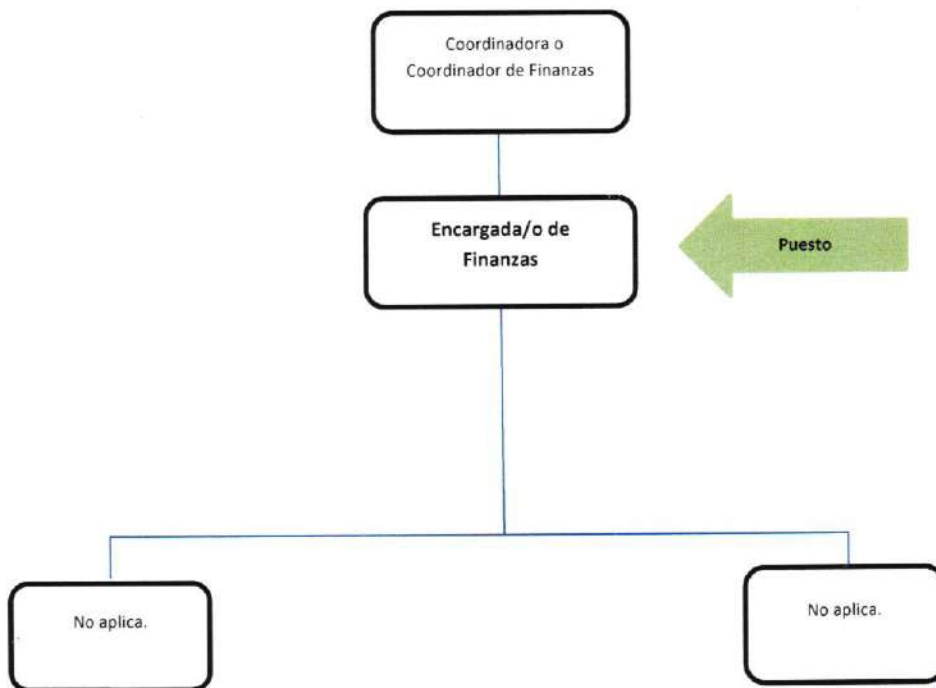 Coordinadora o
Coordinador de Finanzas
Encargada/o de
Finanzas
Puesto
No aplica.
No aplica.